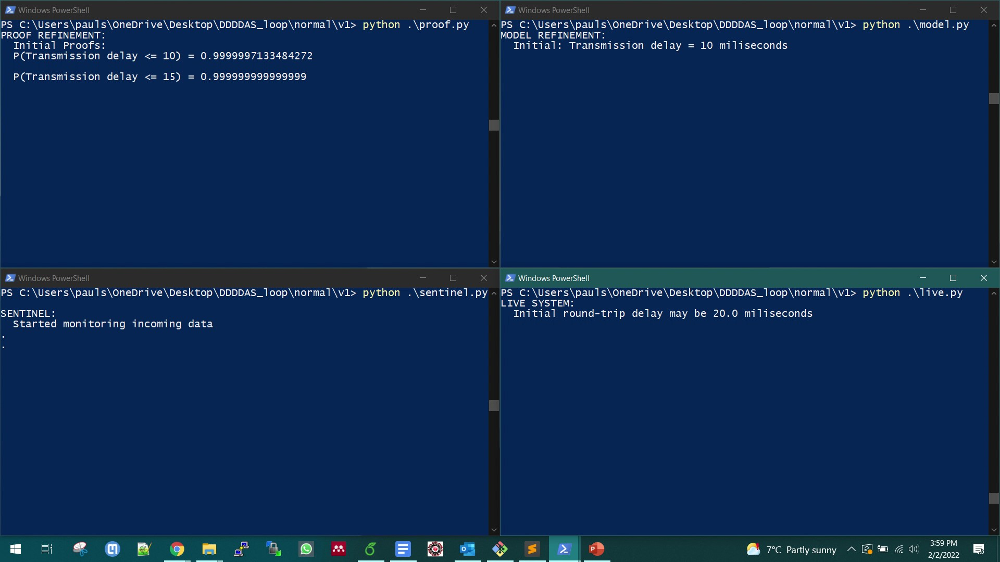 Windows PowerShell
PS C:\Users\pauls\OneDrive\Desktop\DDDDAS_loop\normal\v1> python .\proof.py
PROOF REFINEMENT:
Initial Proofs:
P(Transmission delay <= 10) = 0.9999997133484272
P(Transmission delay <= 15) = 0.999999999999999
Windows PowerShell
PS C:\Users\pauls\OneDrive\Desktop\DDDDAS_loop\normal\v1> python .\model.py
MODEL REFINEMENT:
Initial: Transmission delay = 10 miliseconds
Windows PowerShell
PS C:\Users\pauls\OneDrive\Desktop\DDDDAS_loop\normal\v1> python .\sentinel.py
SENTINEL:
Started monitoring incoming data
.
.
Windows PowerShell
PS C:\Users\pauls\OneDrive\Desktop\DDDDAS_loop\normal\v1> python .\live.py
LIVE SYSTEM:
Initial round-trip delay may be 20.0 miliseconds
7°C Partly sunny
3:59 PM
2/2/2022